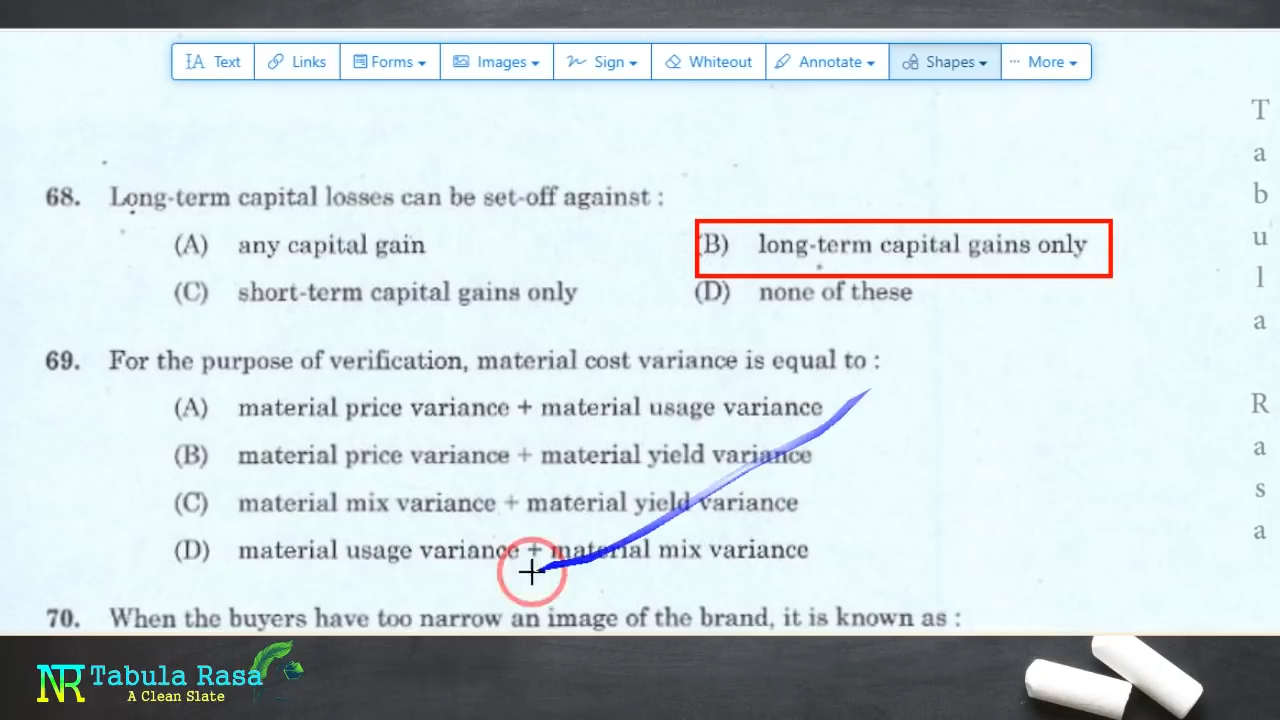 Text Links Forms Images Sign Whiteout Annotate Shapes More
68. Long-term capital losses can be set-off against :
(A) any capital gain (B) long-term capital gains only
(C) short-term capital gains only (D) none of these
69. For the purpose of verification, material cost variance is equal to :
(A) material price variance + material usage variance
(B) material price variance + material yield variance
(C) material mix variance + material yield variance
(D) material usage variance + material mix variance
70. When the buyers have too narrow an image of the brand, it is known as :
Tabula Rasa
NR Tabula Rasa
A Clean Slate